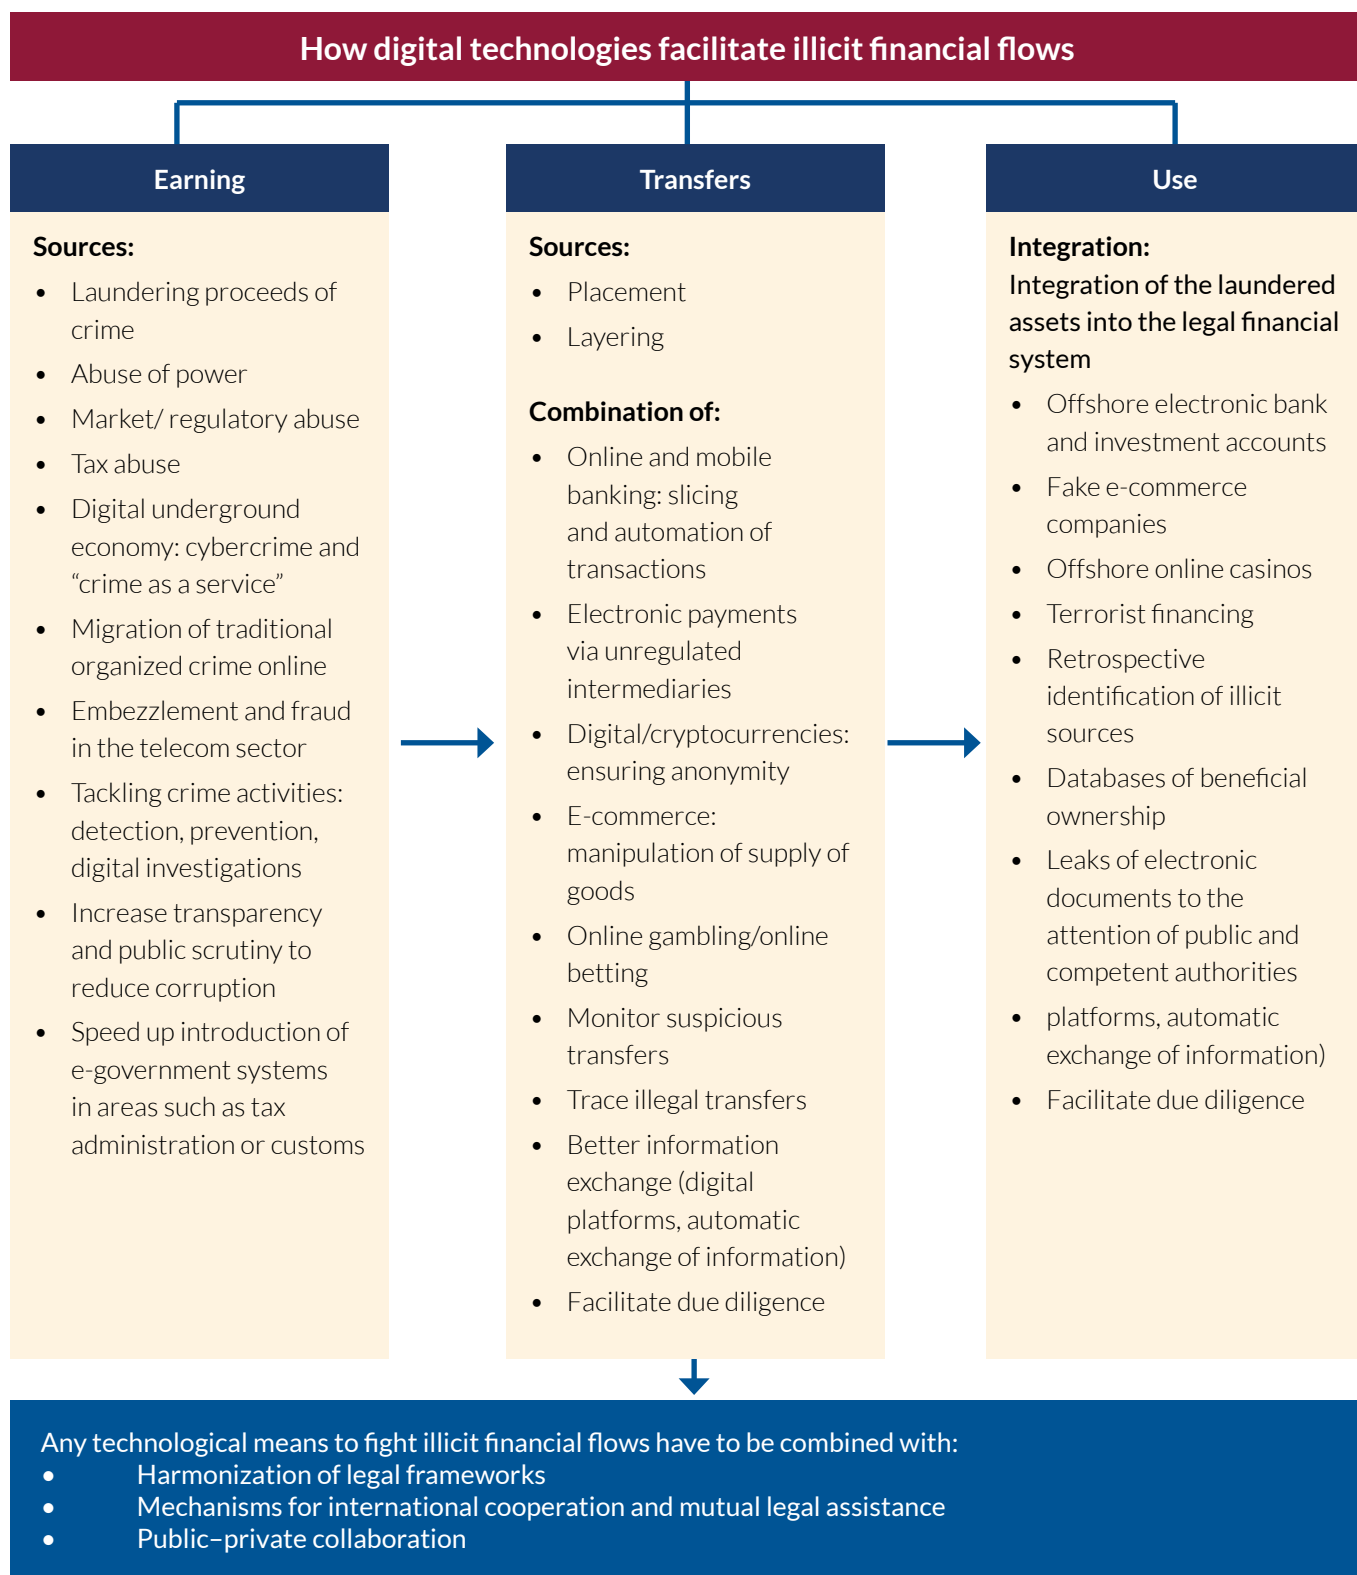 How digital technologies facilitate illicit financial flows
Earning
Sources:
• Laundering proceeds of
crime
• Abuse of power
• Market/ regulatory abuse
• Tax abuse
• Digital underground
economy: cybercrime and
“crime as a service”
• Migration of traditional
organized crime online
• Embezzlement and fraud
in the telecom sector
• Tackling crime activities:
detection, prevention,
digital investigations
• Increase transparency
and public scrutiny to
reduce corruption
• Speed up introduction of
e-government systems
in areas such as tax
administration or customs
Transfers
Sources:
• Placement
• Layering
Combination of:
• Online and mobile
banking: slicing
and automation of
transactions
• Electronic payments
via unregulated
intermediaries
• Digital/cryptocurrencies:
ensuring anonymity
• E-commerce:
manipulation of supply of
goods
• Online gambling/online
betting
• Monitor suspicious
transfers
• Trace illegal transfers
• Better information
exchange (digital
platforms, automatic
exchange of information)
• Facilitate due diligence
Use
Integration:
Integration of the laundered
assets into the legal financial
system
• Offshore electronic bank
and investment accounts
• Fake e-commerce
companies
• Offshore online casinos
• Terrorist financing
• Retrospective
identification of illicit
sources
• Databases of beneficial
ownership
• Leaks of electronic
documents to the
attention of public and
competent authorities
• platforms, automatic
exchange of information)
• Facilitate due diligence
Any technological means to fight illicit financial flows have to be combined with:
• Harmonization of legal frameworks
• Mechanisms for international cooperation and mutual legal assistance
• Public–private collaboration